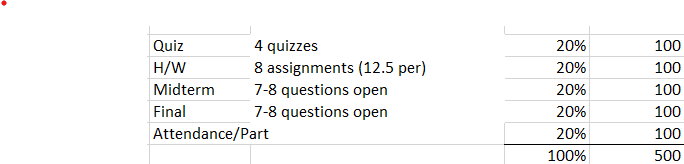 Quiz 4 quizzes 20% 100
H/W 8 assignments (12.5 per) 20% 100
Midterm 7-8 questions open 20% 100
Final 7-8 questions open 20% 100
Attendance/Part 20% 100
100% 500